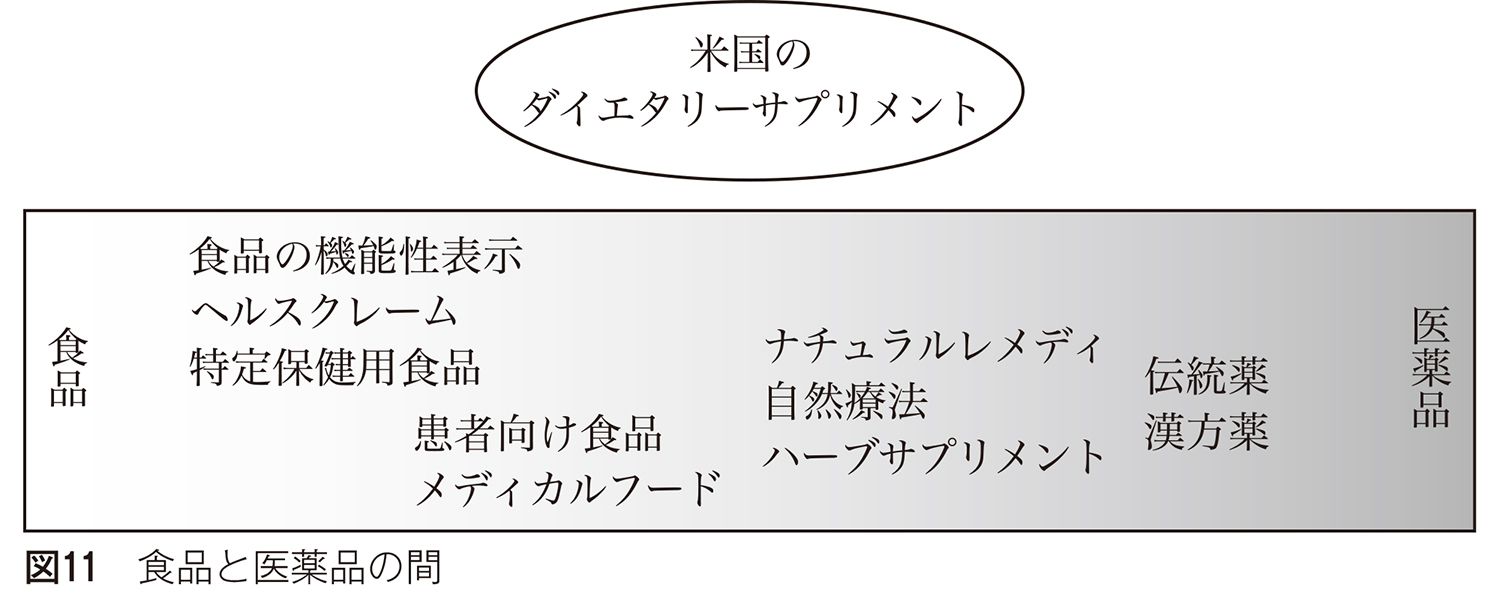 米国の
ダイエタリーサプリメント
食品
食品の機能性表示
ヘルスクレーム
特定保健用食品
患者向け食品
メディカルフード
ナチュラルレメディ
自然療法
ハーブサプリメント
伝統薬
漢方薬
医薬品
図11　食品と医薬品の間